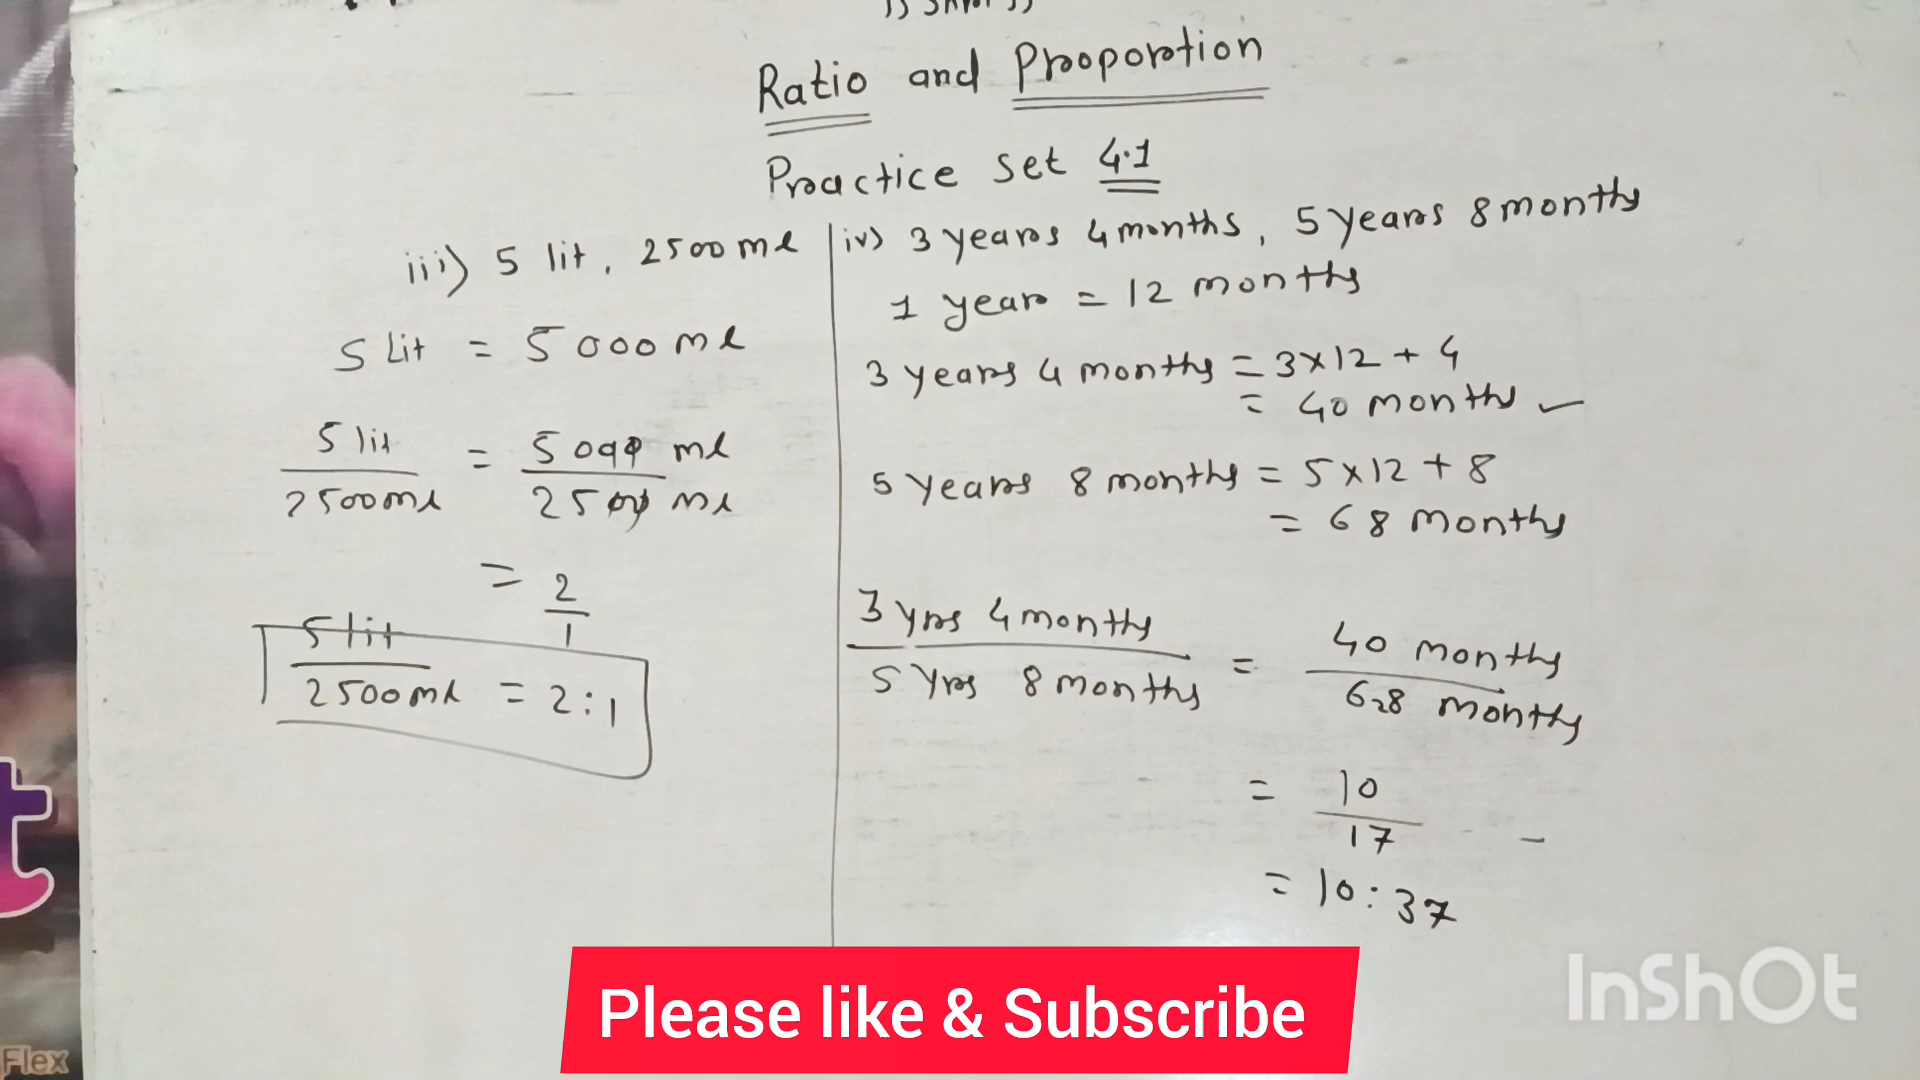 Ratio and Proportion
Practice set 4.1
iii) 5 lit, 2500 ml
5 Lit = 5000 ml
5 lit / 2500 ml = 5000 ml / 2500 ml
= 2 / 1
5 lit / 2500 ml = 2:1
iv) 3 years 4 months, 5 years 8 months
1 year = 12 months
3 years 4 months = 3×12 + 4
= 40 months
5 years 8 months = 5×12 + 8
= 68 months
3 yrs 4 months / 5 yrs 8 months = 40 months / 68 months
= 10 / 17
= 10:37
Please like & Subscribe
InShOt
t
Flex